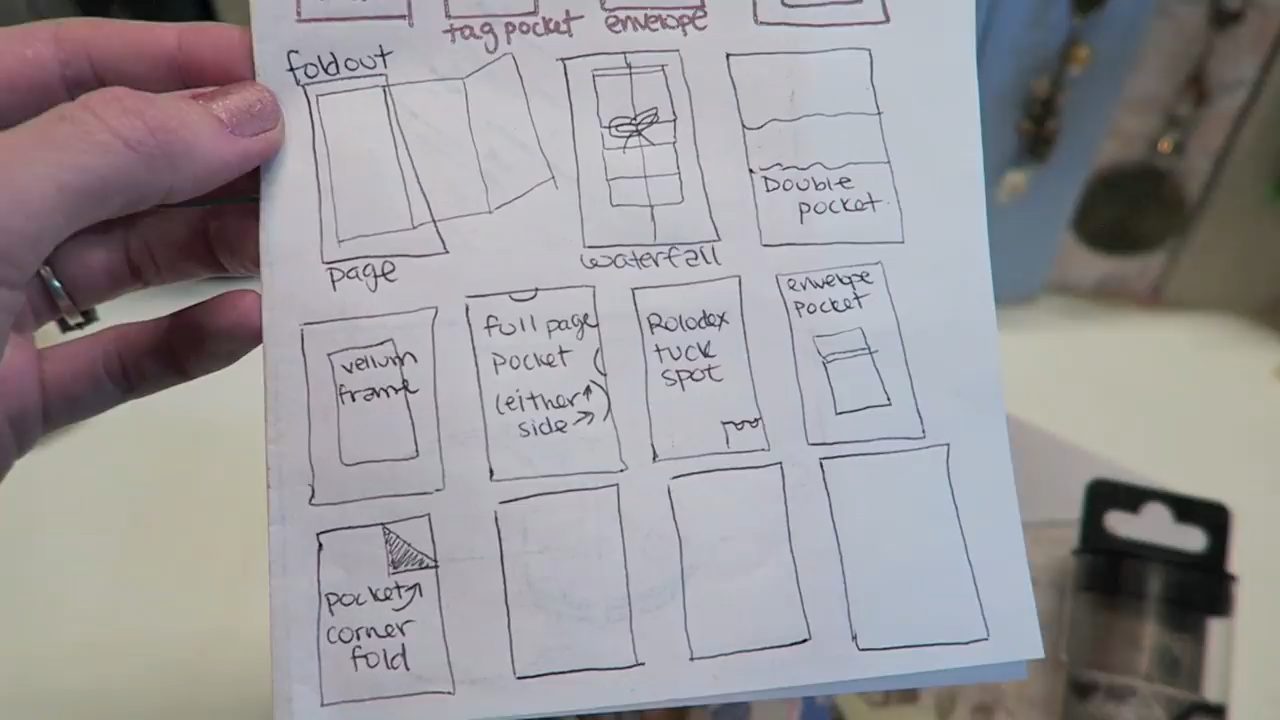 tag pocket
envelope
foldout
page
waterfall
Double
pocket
vellum
frame
full page
pocket
(either
side
Rolodex
tuck
spot
envelope
pocket
pocket
corner
fold